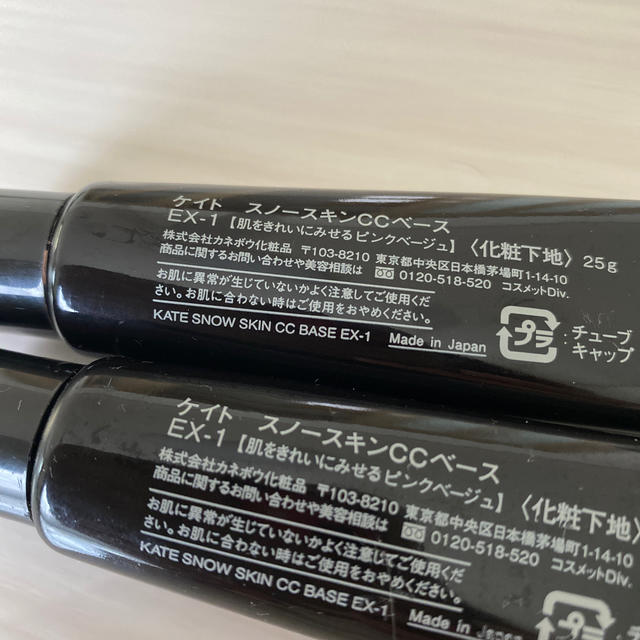 ケイト　スノースキンCCベース
EX-1【肌をきれいにみせるピンクベージュ】〈化粧下地〉25g
株式会社カネボウ化粧品 〒103-8210 東京都中央区日本橋茅場町1-14-10
商品に関するお問い合わせや美容相談は 0120-518-520 コスメットDiv.
お肌に異常が生じていないかよく注意してご使用くだ
さい。お肌に合わない時はご使用をおやめください。
KATE SNOW SKIN CC BASE EX-1 Made in Japan
プラ
：チューブ
キャップ
ケイト　スノースキンCCベース
EX-1【肌をきれいにみせるピンクベージュ】〈化粧下地〉
株式会社カネボウ化粧品 〒103-8210 東京都中央区日本橋茅場町1-14-10
商品に関するお問い合わせや美容相談は 0120-518-520 コスメットDiv.
お肌に異常が生じていないかよく注意してご使用くだ
さい。お肌に合わない時はご使用をおやめください。
KATE SNOW SKIN CC BASE EX-1 Made in Japan